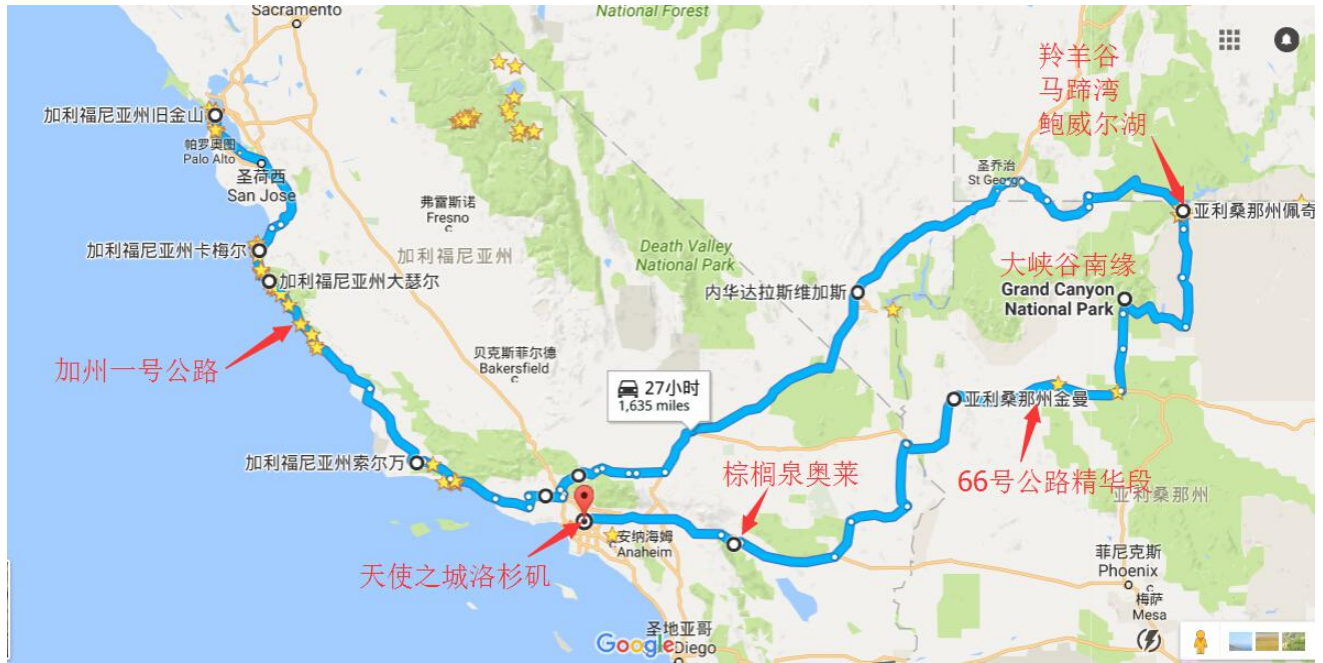 Sacramento
National Forest
加利福尼亚州旧金山
帕罗奥图
Palo Alto
圣荷西
San Jose
羚羊谷
马蹄湾
鲍威尔湖
圣乔治
St George
弗雷斯诺
Fresno
亚利桑那州佩奇
加利福尼亚州卡梅尔
加利福尼亚州
Death Valley
National Park
加利福尼亚州大瑟尔
内华达拉斯维加斯
大峡谷南缘
Grand Canyon
National Park
加州一号公路
贝克斯菲尔德
Bakersfield
27小时
1,635 miles
亚利桑那州金曼
加利福尼亚州索尔万
棕榈泉奥莱
66号公路精华段
亚利桑那州
安纳海姆
Anaheim
天使之城洛杉矶
菲尼克斯
Phoenix
梅萨
Mesa
圣地亚哥
Google
Diego